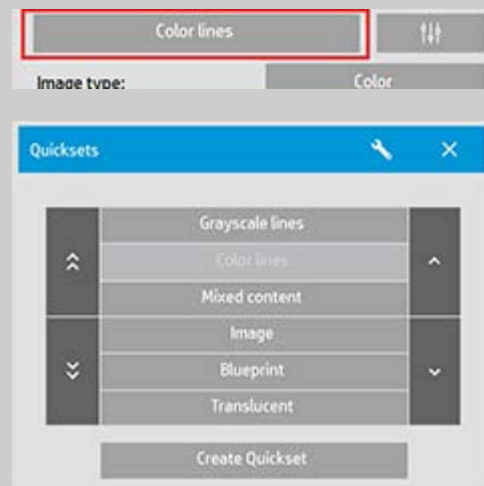 Color lines
Image type:
Color
Quicksets
Grayscale lines
Color lines
Mixed content
Image
Blueprint
Translucent
Create Quickset